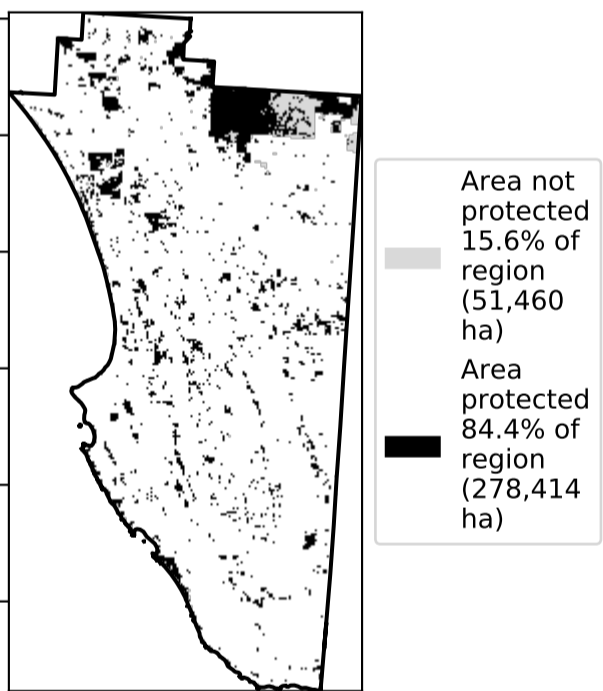 Area not
protected
15.6% of
region
(51,460
ha)
Area
protected
84.4% of
region
(278,414
ha)